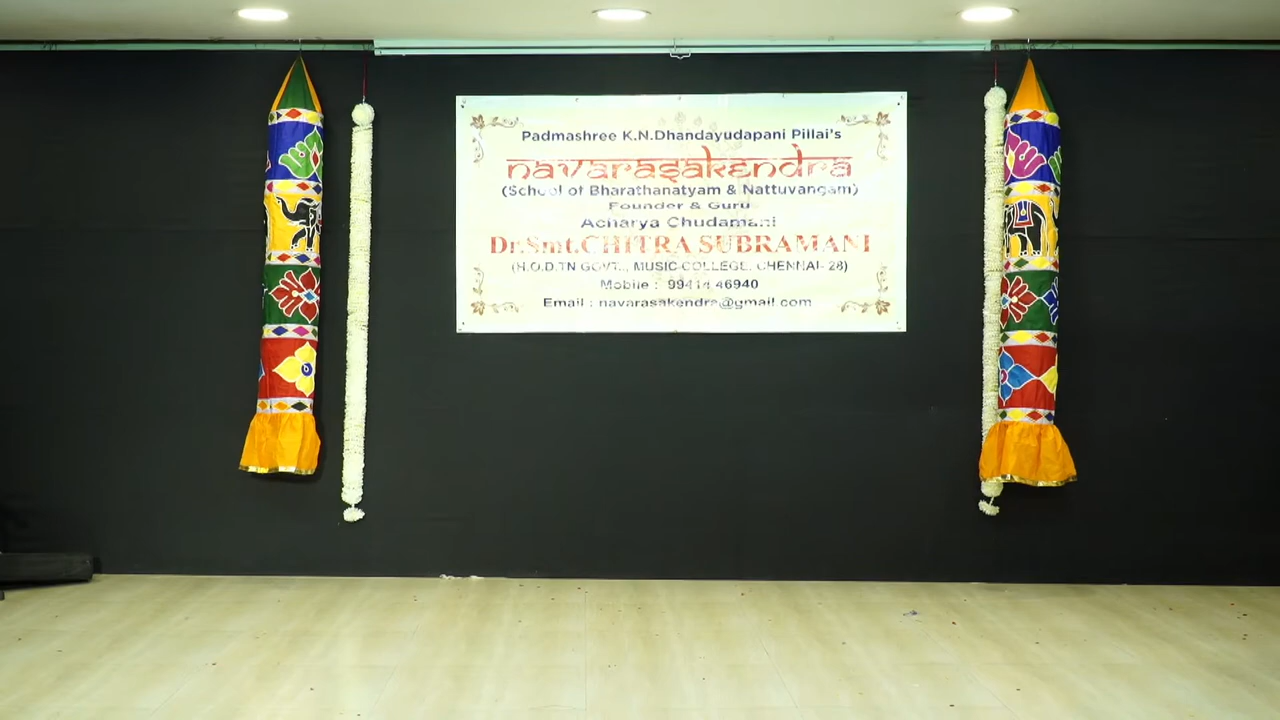 Padmashree K.N.Dhandayudapani Pillai's
navarasakendra
(School of Bharathanatyam & Nattuvangam)
Founder & Guru
Acharya Chudamani
Dr.Smt.CHITRA SUBRAMANI
(H.O.D.TN GOVT., MUSIC COLLEGE, CHENNAI- 28)
Mobile : 99414 46940
Email : navarasakendra@gmail.com